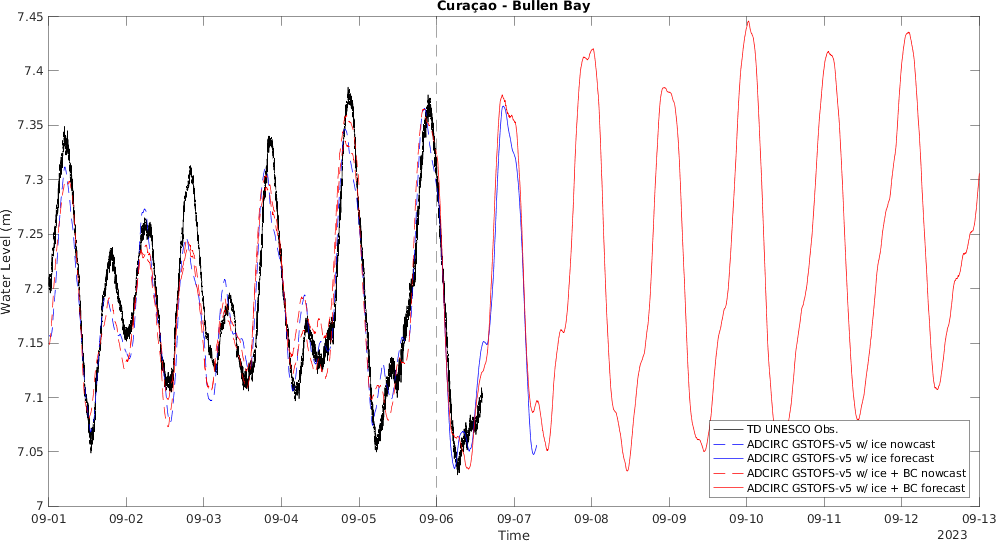 Curaçao - Bullen Bay
7.45
7.4
7.35
7.3
7.25
7.2
7.15
7.1
7.05
7
Water Level (m)
09-01 09-02 09-03 09-04 09-05 09-06 09-07 09-08 09-09 09-10 09-11 09-12 09-13
Time
2023
TD UNESCO Obs.
ADCIRC GSTOFS-v5 w/ ice nowcast
ADCIRC GSTOFS-v5 w/ ice forecast
ADCIRC GSTOFS-v5 w/ ice + BC nowcast
ADCIRC GSTOFS-v5 w/ ice + BC forecast